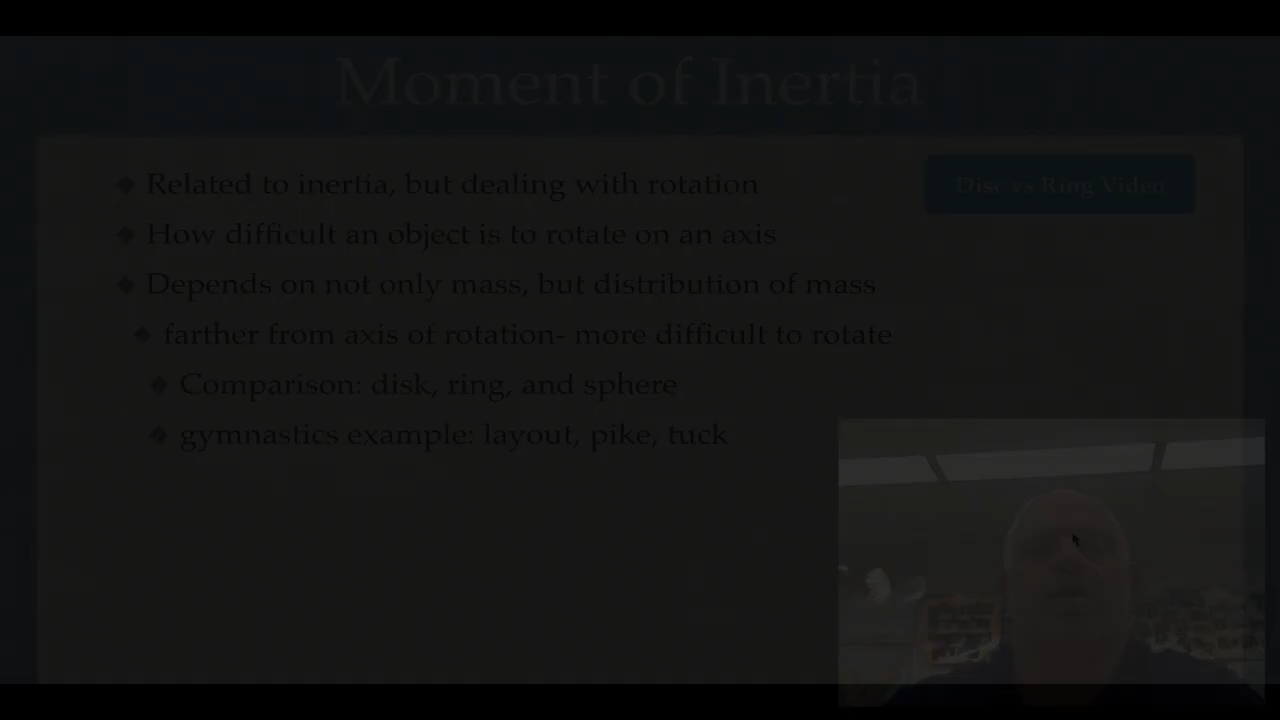 Moment of Inertia
Related to inertia, but dealing with rotation
Disc vs Ring Video
How difficult an object is to rotate on an axis
Depends on not only mass, but distribution of mass
farther from axis of rotation- more difficult to rotate
Comparison: disk, ring, and sphere
gymnastics example: layout, pike, tuck